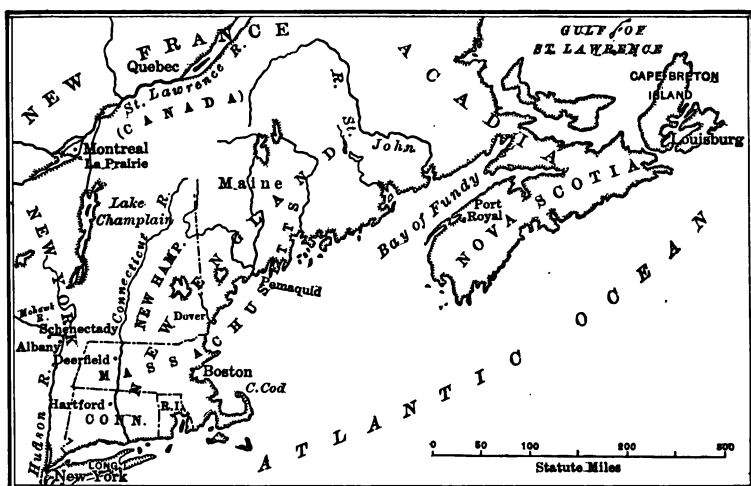 NEW FRANCE
Quebec
St. Lawrence R.
(CANADA)
Montreal
La Prairie
ACADIA
GULF OF
ST. LAWRENCE
CAPE BRETON
ISLAND
Louisburg
R. St. John
Maine
Lake
Champlain
Connecticut R.
NEW YORK
NEW HAMP.
NEW ENGLAND
MASSACHUSETTS
Bay of Fundy
Port
Royal
NOVA SCOTIA
Pemaquid
Dover
Mohawk
R.
Schenectady
Albany
Deerfield
Boston
C. Cod
Hartford
R.I.
CONN.
Hudson R.
LONG I.
New York
ATLANTIC OCEAN
0 50 100 200 300
Statute Miles